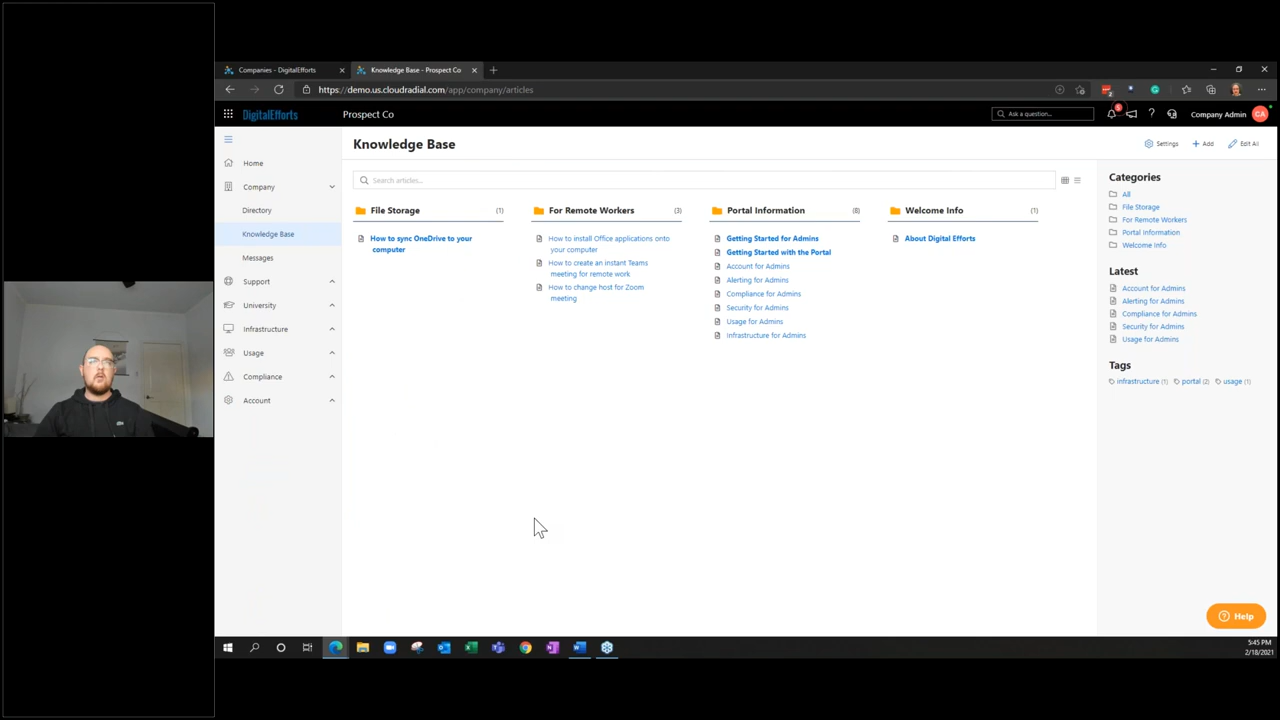 Companies - DigitalEfforts
Knowledge Base - Prospect Co
https://demo.us.cloudradial.com/app/company/articles
DigitalEfforts
Prospect Co
Ask a question...
5
Company Admin
CA
Knowledge Base
Settings
Add
Edit All
Home
Company
Directory
Knowledge Base
Messages
Support
University
Infrastructure
Usage
Compliance
Account
Search articles...
File Storage (1)
How to sync OneDrive to your
computer
For Remote Workers (3)
How to install Office applications onto
your computer
How to create an instant Teams
meeting for remote work
How to change host for Zoom
meeting
Portal Information (8)
Getting Started for Admins
Getting Started with the Portal
Account for Admins
Alerting for Admins
Compliance for Admins
Security for Admins
Usage for Admins
Infrastructure for Admins
Welcome Info (1)
About Digital Efforts
Categories
All
File Storage
For Remote Workers
Portal Information
Welcome Info
Latest
Account for Admins
Alerting for Admins
Compliance for Admins
Security for Admins
Usage for Admins
Tags
infrastructure (1) portal (2) usage (1)
Help
5:45 PM
2/18/2021